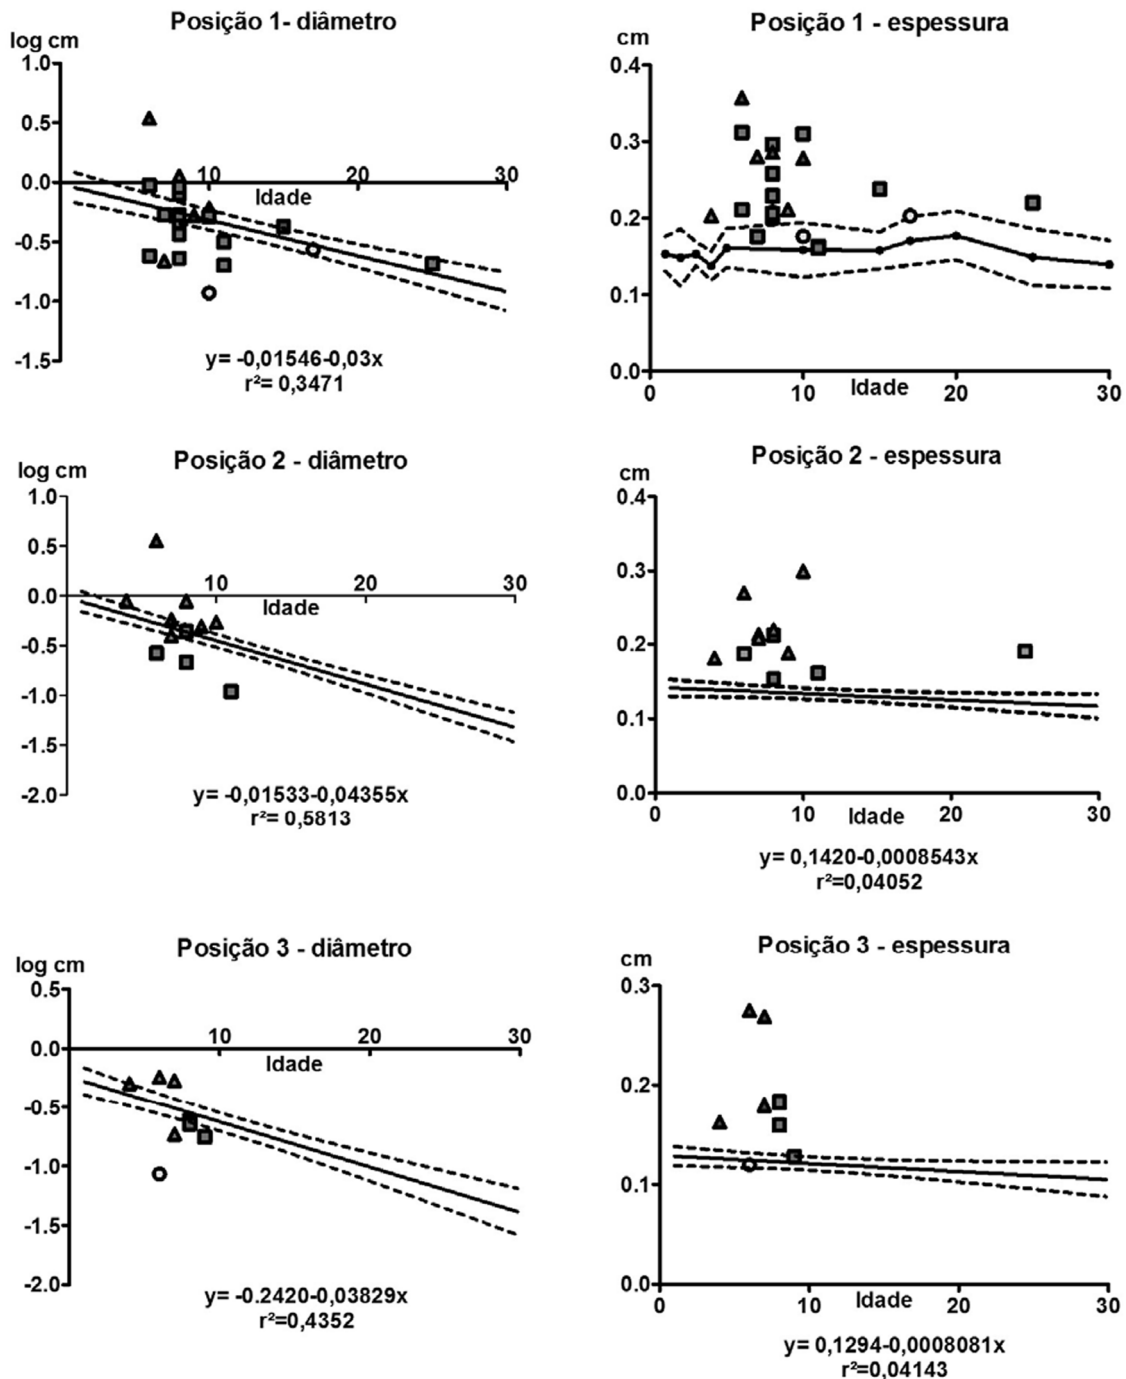 Posição 1- diâmetro
log cm
1.0
0.5
0.0
-0.5
-1.0
-1.5
10
20
30
Idade
y= -0,01546-0,03x
r²= 0,3471
Posição 1 - espessura
cm
0.4
0.3
0.2
0.1
0.0
0
10
20
30
Idade
Posição 2 - diâmetro
log cm
1.0
0.5
0.0
-0.5
-1.0
-1.5
-2.0
10
20
30
Idade
y= -0,01533-0,04355x
r²= 0,5813
Posição 2 - espessura
cm
0.4
0.3
0.2
0.1
0.0
0
10
20
30
Idade
y= 0,1420-0,0008543x
r²=0,04052
Posição 3 - diâmetro
log cm
0.5
0.0
-0.5
-1.0
-1.5
-2.0
10
20
30
Idade
y= -0.2420-0,03829x
r²=0,4352
Posição 3 - espessura
cm
0.3
0.2
0.1
0.0
0
10
20
30
Idade
y= 0,1294-0,0008081x
r²=0,04143